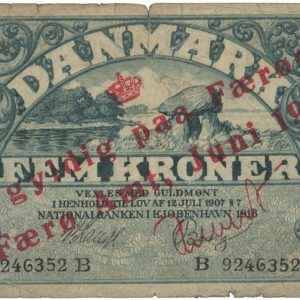 DANMARK
gyldig paa Færø
Færø
Juni
FEM KRONER
VEXLES MED GULDMØNT
I HENHOLD TIL LOV AF 12 JULI 1907 § 7
NATIONALBANKEN I KJØBENHAVN 1918
9246352 B
B 9246352